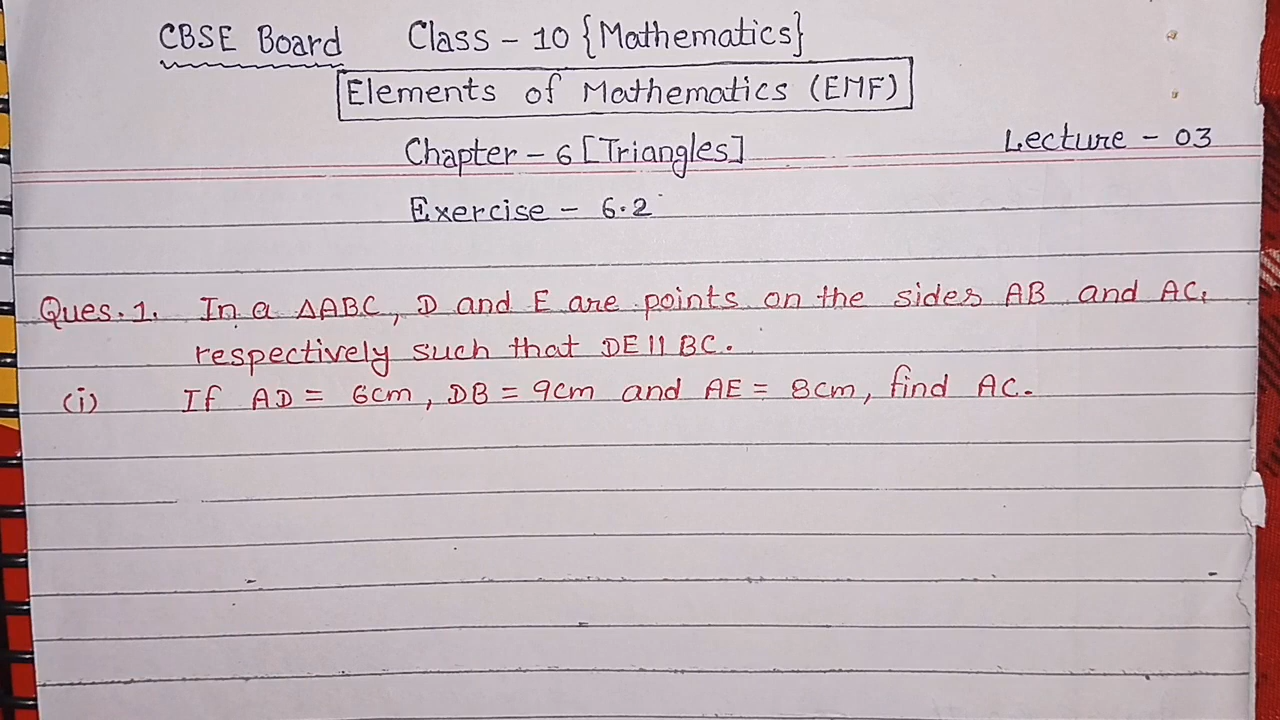 CBSE Board Class - 10 {Mathematics}
Elements of Mathematics (EMF)
Chapter - 6 [Triangles] Lecture - 03
Exercise - 6.2
Ques. 1. In a △ABC, D and E are points on the sides AB and AC,
respectively such that DE || BC.
(i) If AD = 6cm, DB = 9cm and AE = 8cm, find AC.